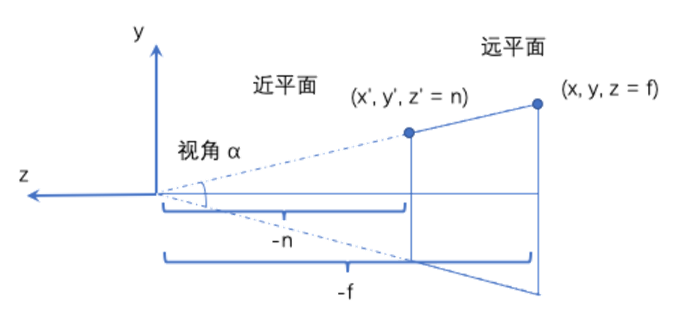 y
远平面
近平面
(x', y', z' = n)
(x, y, z = f)
视角 α
z
-n
-f